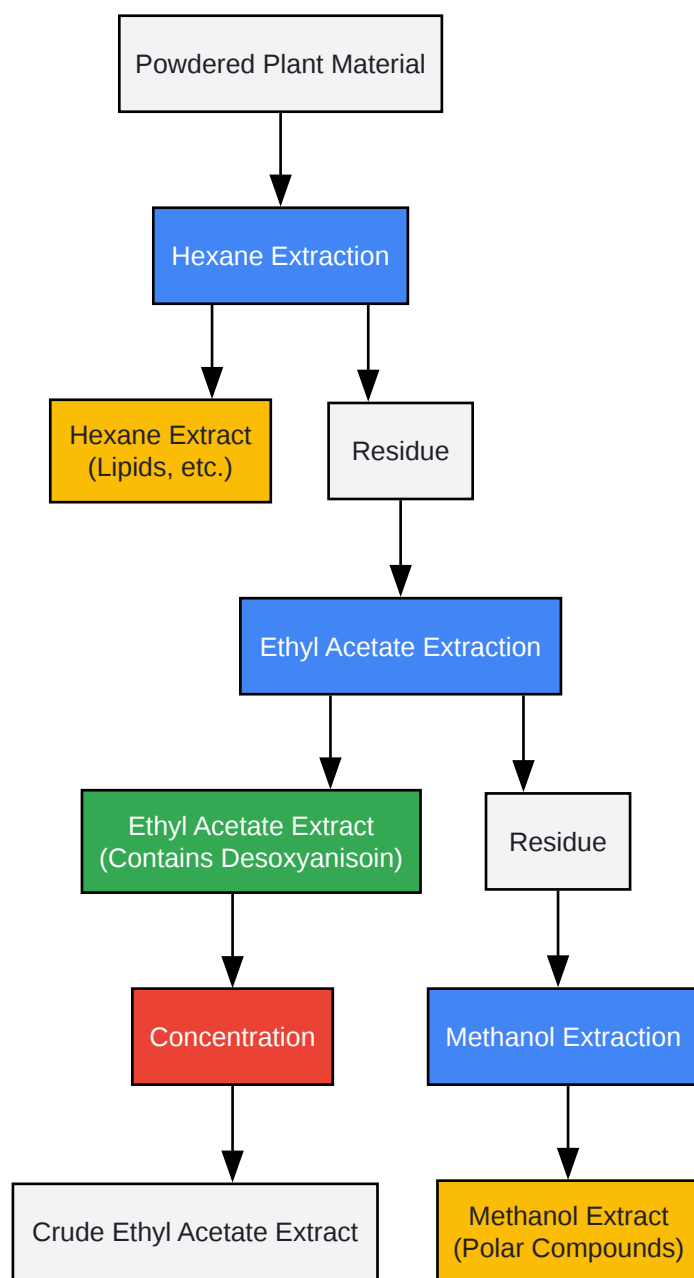 Powdered Plant Material
Hexane Extraction
Hexane Extract
(Lipids, etc.)
Residue
Ethyl Acetate Extraction
Ethyl Acetate Extract
(Contains Desoxyanisoin)
Residue
Concentration
Methanol Extraction
Crude Ethyl Acetate Extract
Methanol Extract
(Polar Compounds)